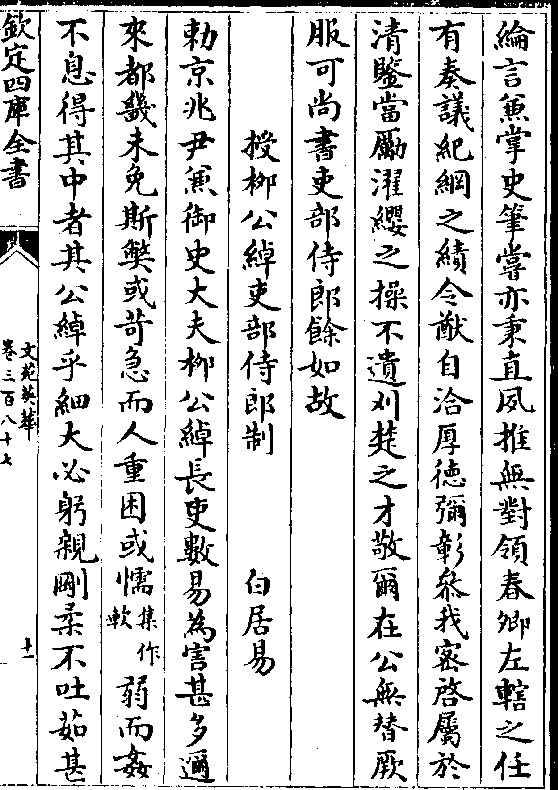 綸言兼掌史筆嘗亦秉直夙推無對領春卿左轄之任
有奏議紀綱之績令猷自洽厚德彌彰叅我密啓屬於
清鑒當勵濯纓之操不遺刈楚之才敬爾在公無替厥
服可尚書吏部侍郎餘如故
授栁公綽吏部侍郎制 白居易
勅京兆尹兼御史大夫栁公綽長吏數易為害甚多邇
來都畿未免斯弊或苛急而人重困或懦集作軟弱而姦
不息得其中者其公綽乎細大必躬親剛柔不吐茹甚
欽定四庫全書
文苑英華
卷三百八十七
十一